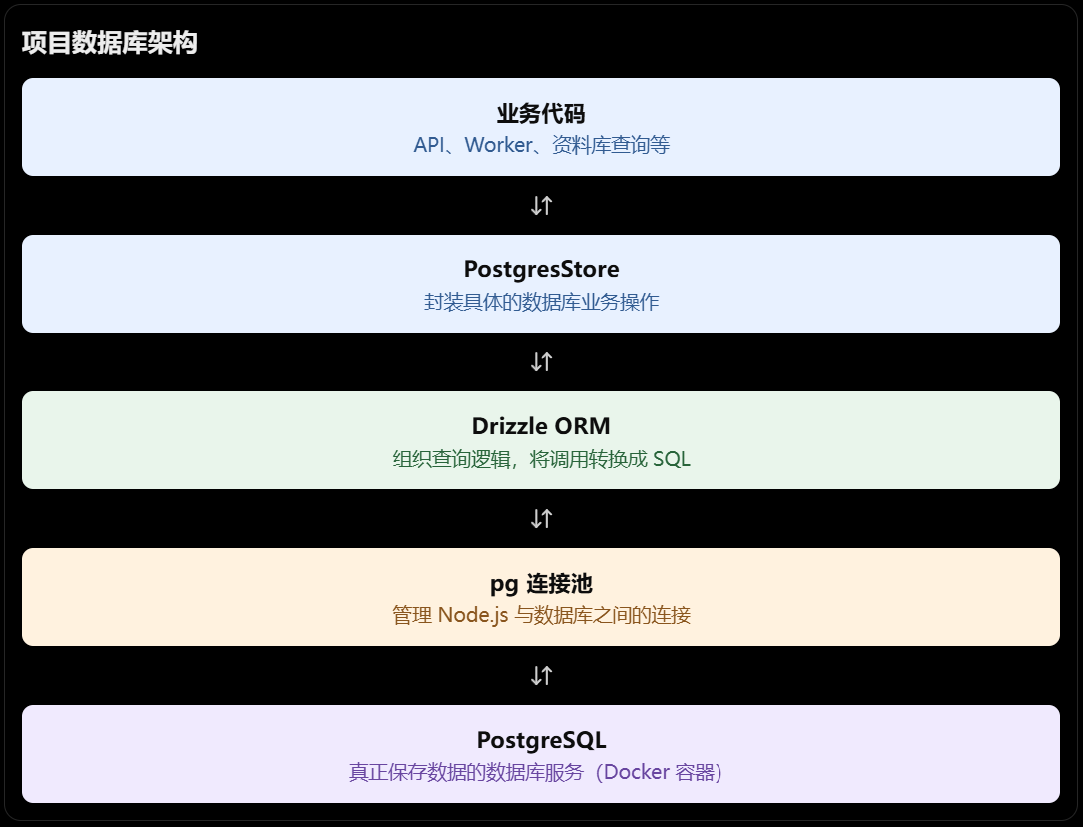 项目数据库架构
业务代码
API、Worker、资料库查询等
PostgresStore
封装具体的数据库业务操作
Drizzle ORM
组织查询逻辑，将调用转换成 SQL
pg 连接池
管理 Node.js 与数据库之间的连接
PostgreSQL
真正保存数据的数据库服务（Docker 容器）